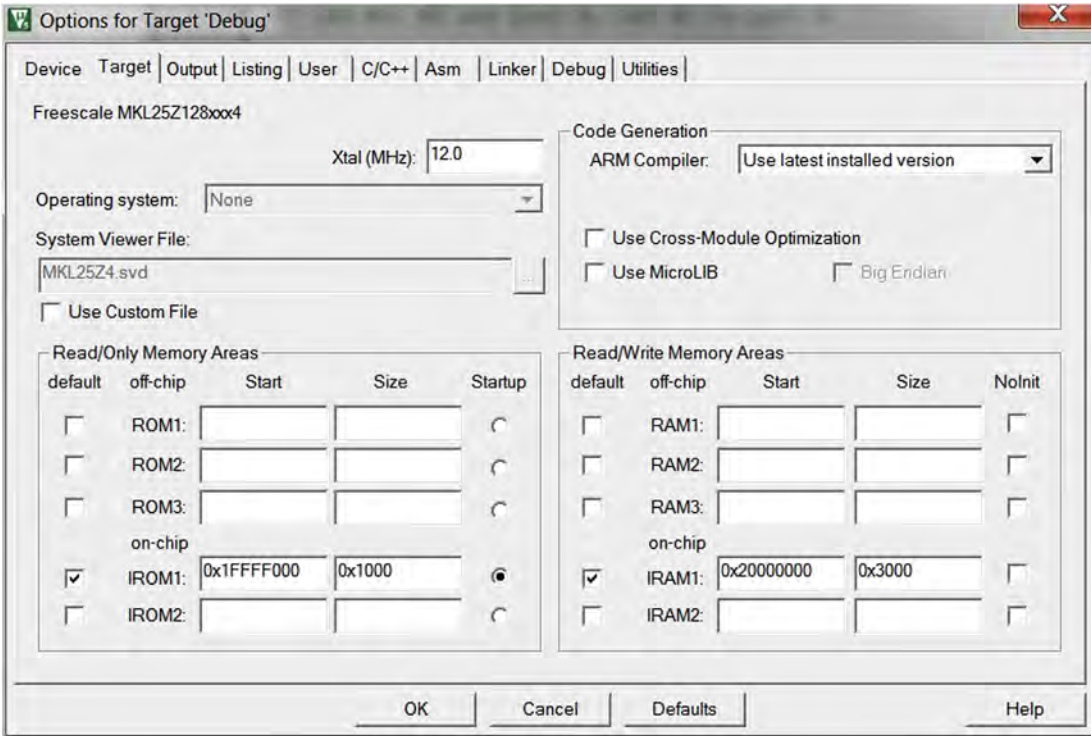 Options for Target 'Debug'
Device Target Output Listing User C/C++ Asm Linker Debug Utilities
Freescale MKL25Z128xxx4
Xtal (MHz): 12.0
Operating system: None
System Viewer File:
MKL25Z4.svd ...
Use Custom File
Code Generation
ARM Compiler: Use latest installed version
Use Cross-Module Optimization
Use MicroLIB Big Endian
Read/Only Memory Areas
default off-chip Start Size Startup
ROM1:
ROM2:
ROM3:
on-chip
IROM1: 0x1FFFF000 0x1000
IROM2:
Read/Write Memory Areas
default off-chip Start Size NoInit
RAM1:
RAM2:
RAM3:
on-chip
IRAM1: 0x20000000 0x3000
IRAM2:
OK Cancel Defaults Help